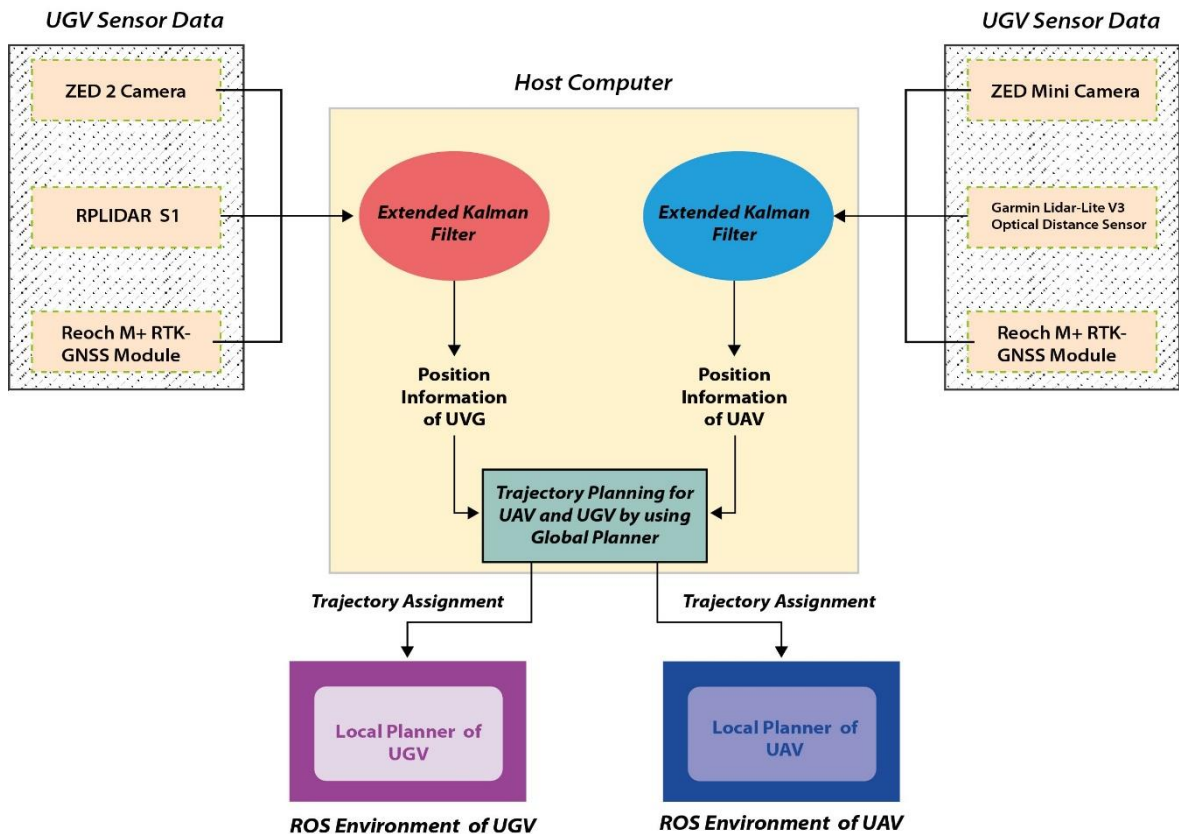 UGV Sensor Data
ZED 2 Camera
RPLIDAR S1
Reoch M+ RTK-
GNSS Module
Host Computer
Extended Kalman
Filter
Extended Kalman
Filter
Position
Information
of UVG
Position
Information
of UAV
Trajectory Planning for
UAV and UGV by using
Global Planner
UGV Sensor Data
ZED Mini Camera
Garmin Lidar-Lite V3
Optical Distance Sensor
Reoch M+ RTK-
GNSS Module
Trajectory Assignment
Trajectory Assignment
Local Planner of
UGV
ROS Environment of UGV
Local Planner of
UAV
ROS Environment of UAV